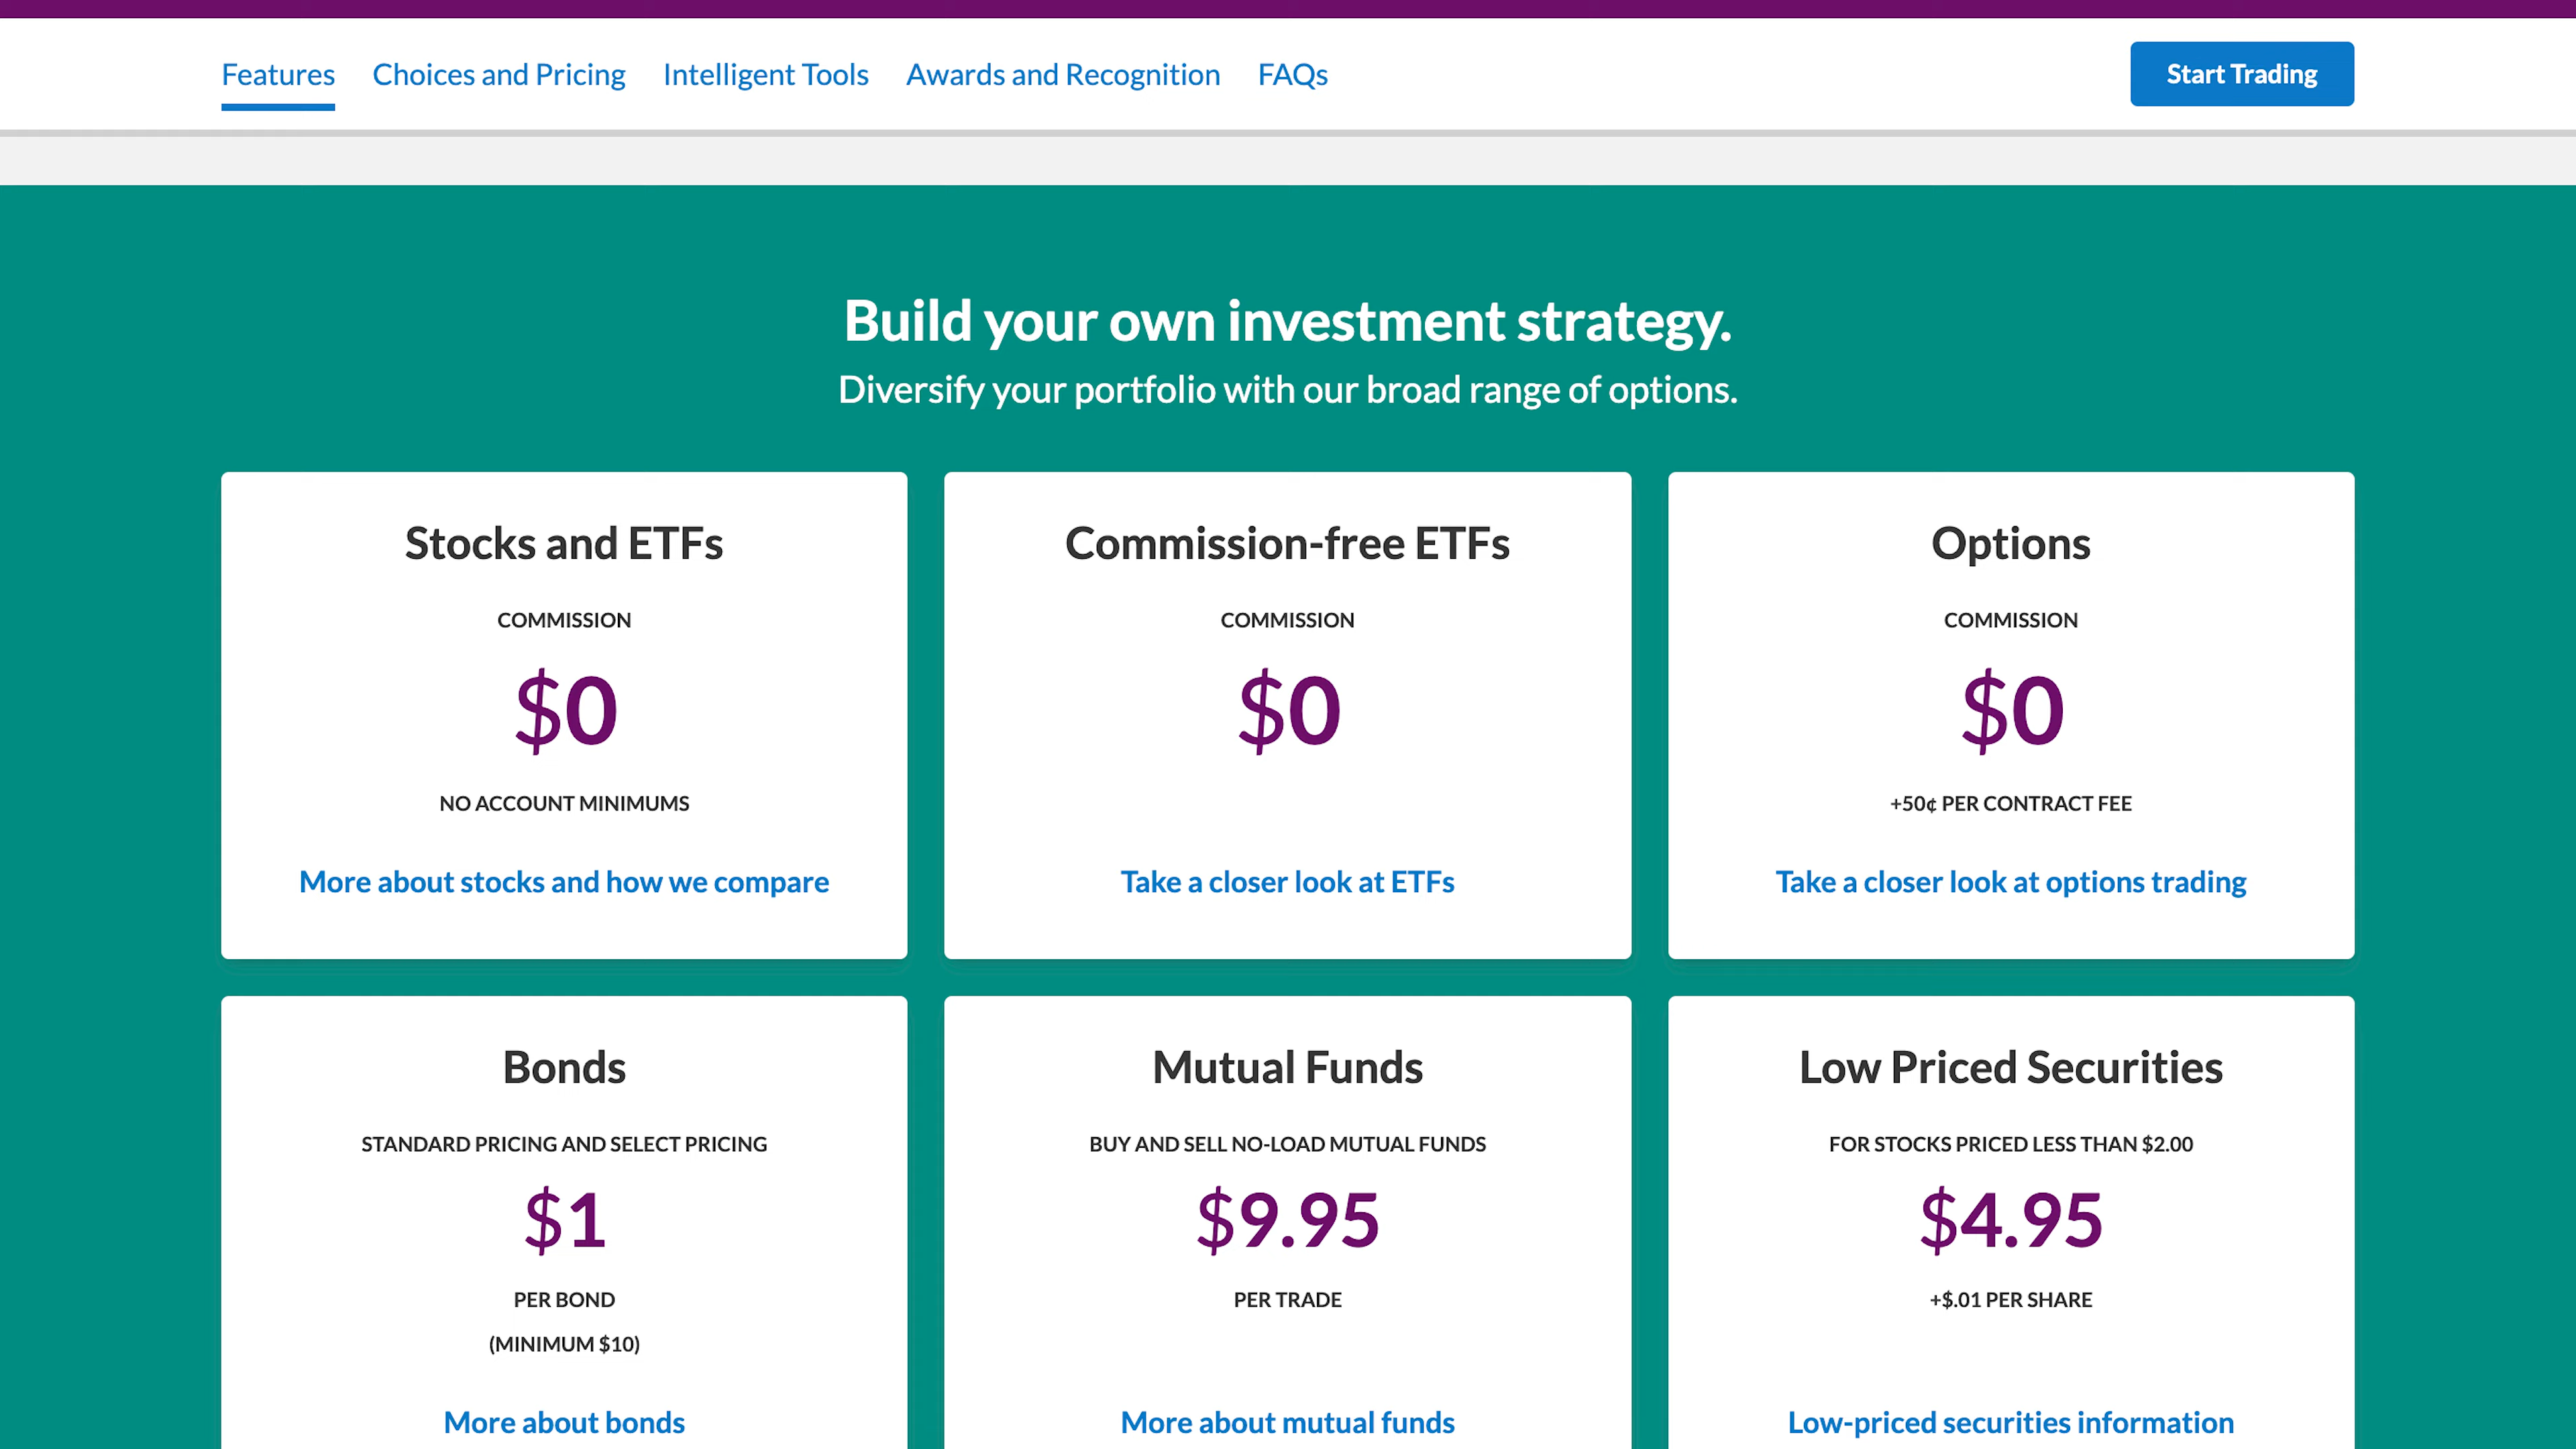 Features Choices and Pricing Intelligent Tools Awards and Recognition FAQs Start Trading
Build your own investment strategy.
Diversify your portfolio with our broad range of options.
Stocks and ETFs
COMMISSION
$0
NO ACCOUNT MINIMUMS
More about stocks and how we compare
Commission-free ETFs
COMMISSION
$0
Take a closer look at ETFs
Options
COMMISSION
$0
+50¢ PER CONTRACT FEE
Take a closer look at options trading
Bonds
STANDARD PRICING AND SELECT PRICING
$1
PER BOND
(MINIMUM $10)
More about bonds
Mutual Funds
BUY AND SELL NO-LOAD MUTUAL FUNDS
$9.95
PER TRADE
More about mutual funds
Low Priced Securities
FOR STOCKS PRICED LESS THAN $2.00
$4.95
+$.01 PER SHARE
Low-priced securities information